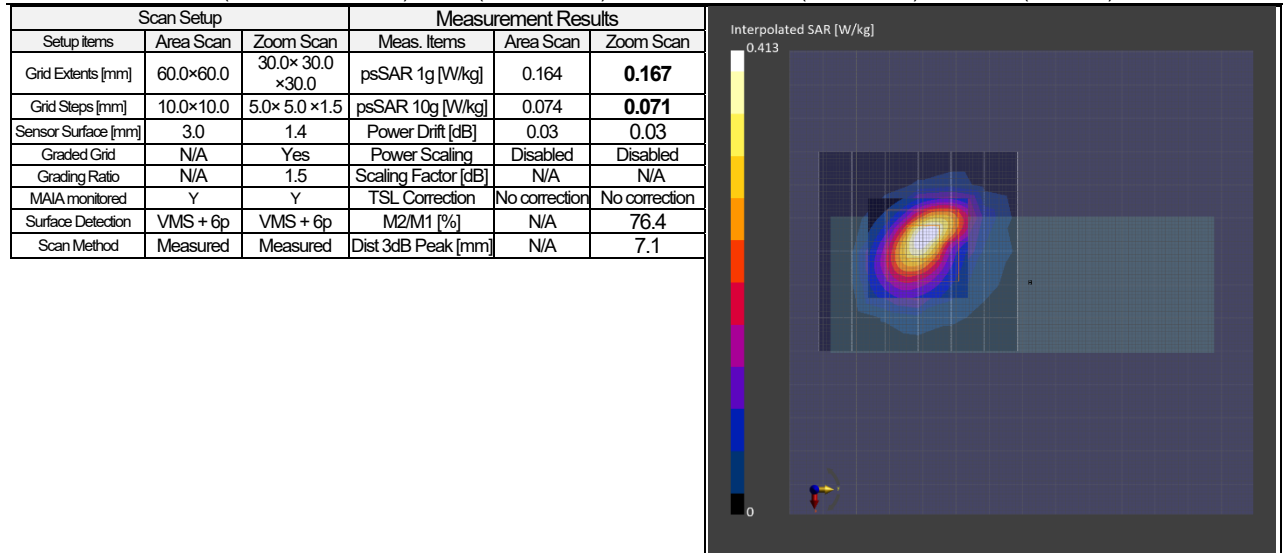 Scan Setup Measurement Results
Setup items Area Scan Zoom Scan Meas. Items Area Scan Zoom Scan
Grid Extents [mm] 60.0×60.0 30.0× 30.0 ×30.0 psSAR 1g [W/kg] 0.164 0.167
Grid Steps [mm] 10.0×10.0 5.0× 5.0 ×1.5 psSAR 10g [W/kg] 0.074 0.071
Sensor Surface [mm] 3.0 1.4 Power Drift [dB] 0.03 0.03
Graded Grid N/A Yes Power Scaling Disabled Disabled
Grading Ratio N/A 1.5 Scaling Factor [dB] N/A N/A
MAIA monitored Y Y TSL Correction No correction No correction
Surface Detection VMS + 6p VMS + 6p M2/M1 [%] N/A 76.4
Scan Method Measured Measured Dist 3dB Peak [mm] N/A 7.1
Interpolated SAR [W/kg]
0.413
0